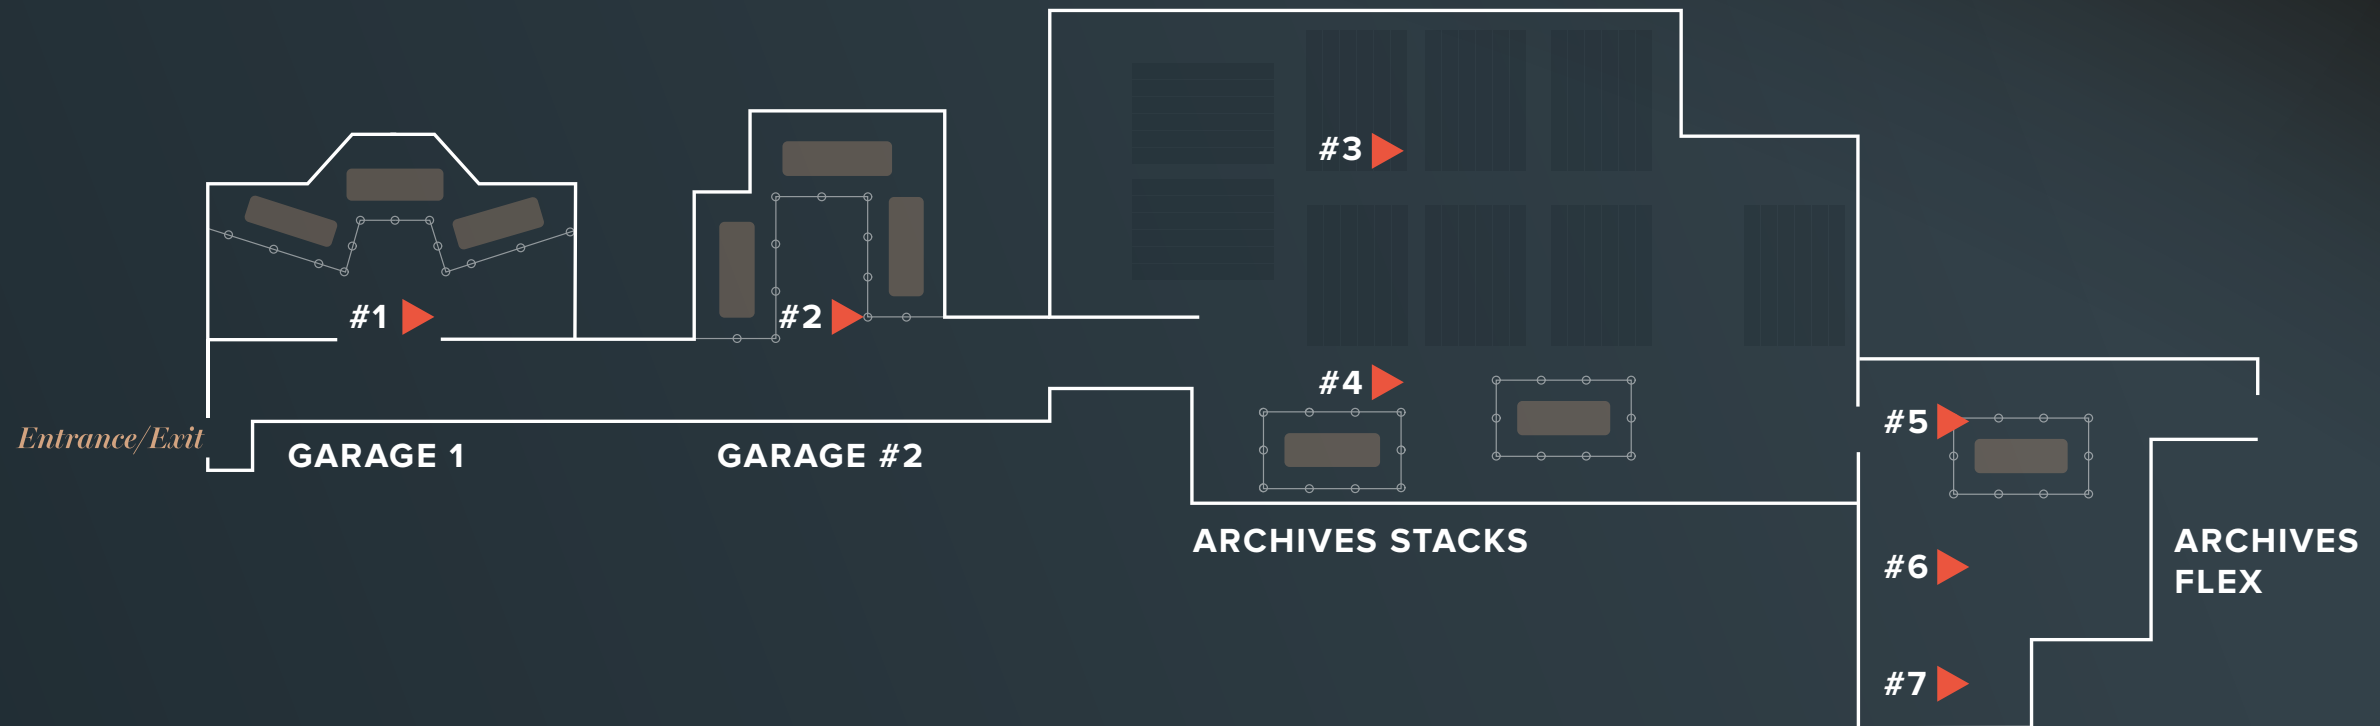 #3
#1
#2
#4
#5
Entrance/Exit
GARAGE 1
GARAGE #2
ARCHIVES STACKS
ARCHIVES
FLEX
#6
#7